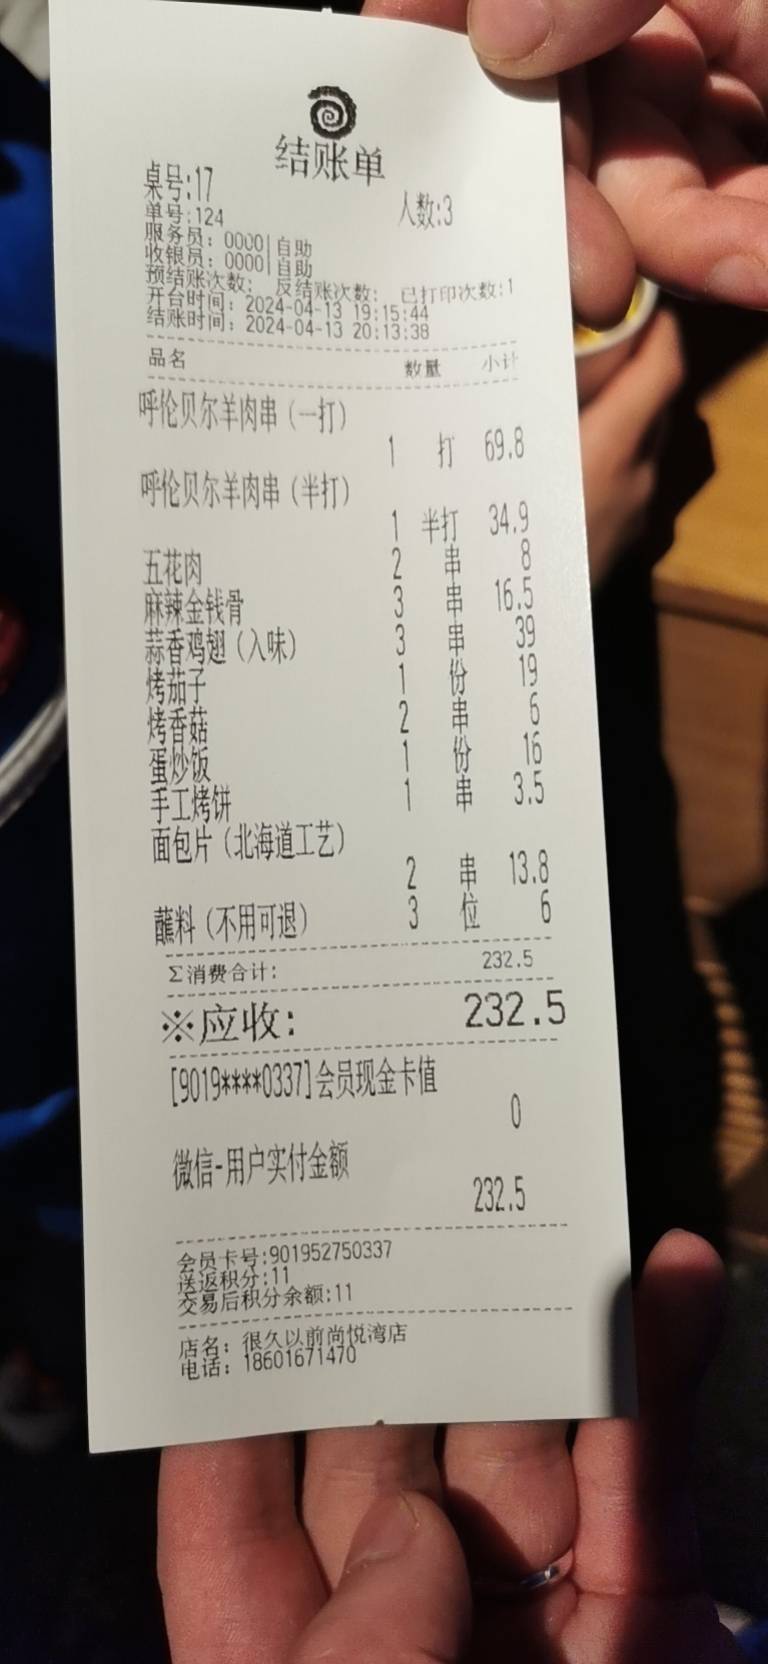 结账单
桌号:17 人数:3
单号:124
服务员: 0000|自助
收银员: 0000|自助
预结账次数: 反结账次数: 已打印次数:1
开台时间: 2024-04-13 19:15:44
结账时间: 2024-04-13 20:13:38
品名 数量 小计
呼伦贝尔羊肉串(一打)
1 打 69.8
呼伦贝尔羊肉串(半打)
1 半打 34.9
五花肉 2 串 8
麻辣金钱骨 3 串 16.5
蒜香鸡翅(入味) 3 串 39
烤茄子 1 份 19
烤香菇 2 串 6
蛋炒饭 1 份 16
手工烤饼 1 串 3.5
面包片(北海道工艺)
2 串 13.8
蘸料(不用可退) 3 位 6
Σ消费合计: 232.5
※应收: 232.5
[9019****0337]会员现金卡值
0
微信-用户实付金额
232.5
会员卡号:901952750337
送返积分:11
交易后积分余额:11
店名: 很久以前尚悦湾店
电话: 18601671470